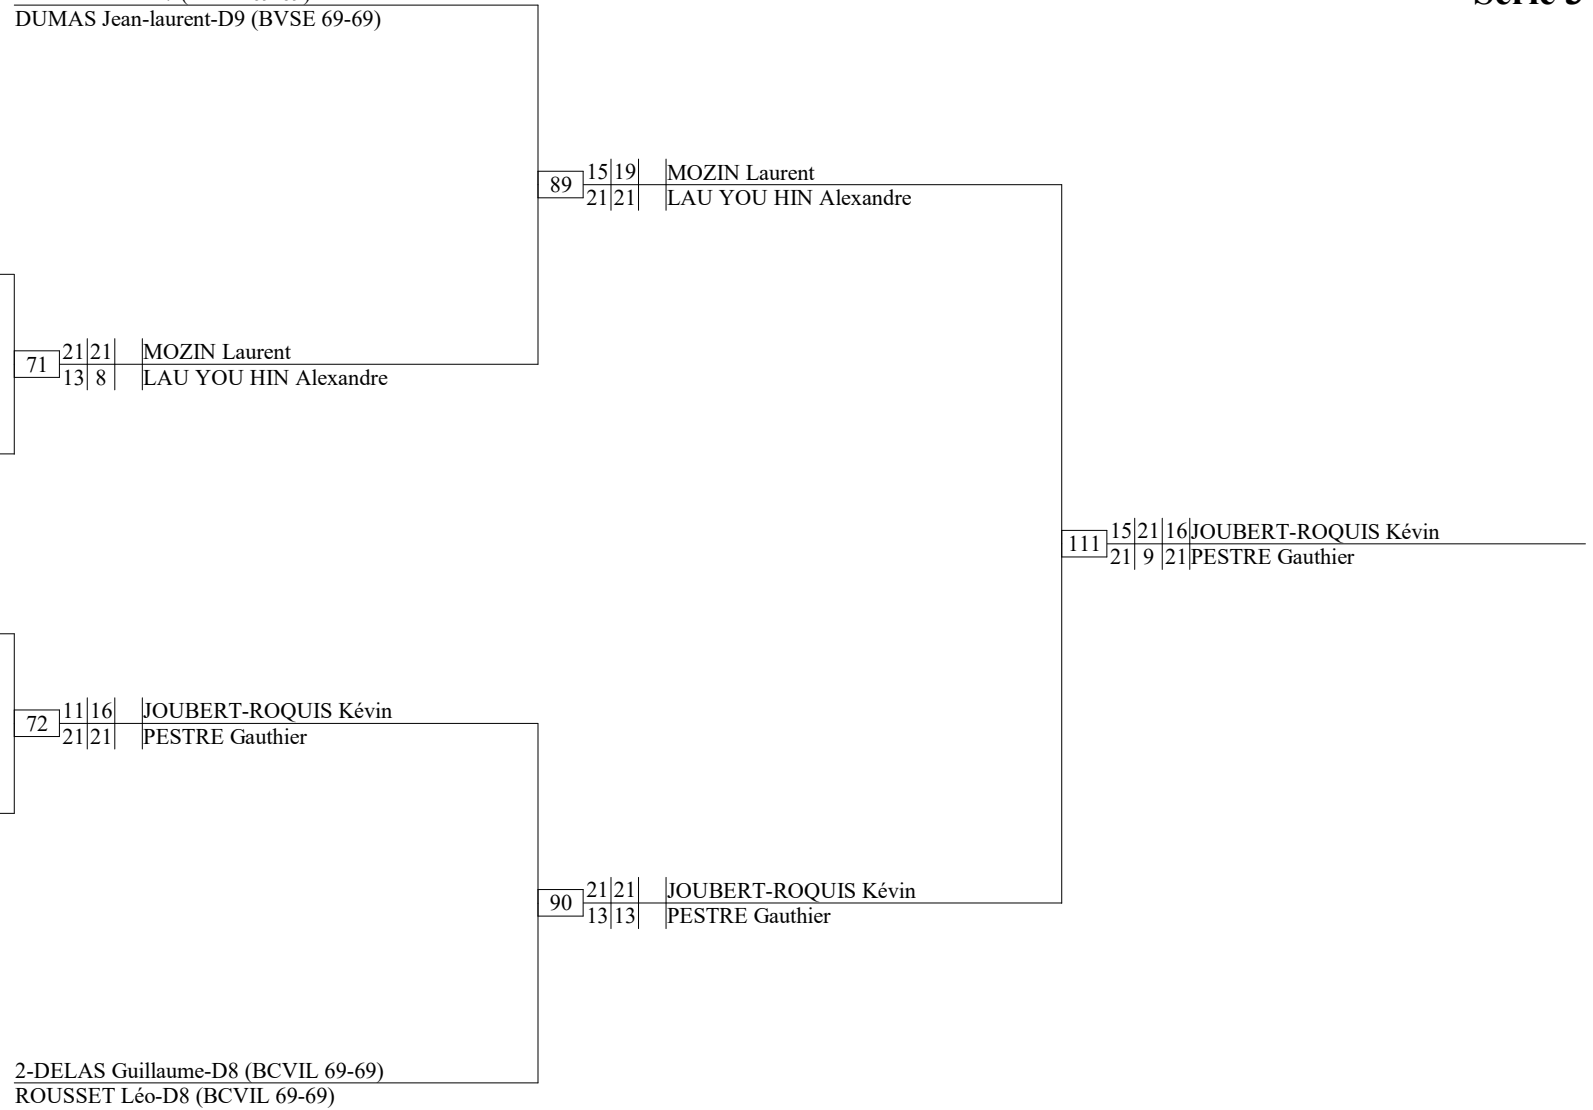 Série 3
DUMAS Jean-laurent-D9 (BVSE 69-69)
89 15 19 MOZIN Laurent
21 21 LAU YOU HIN Alexandre
71 21 21 MOZIN Laurent
13 8 LAU YOU HIN Alexandre
111 15 21 16 JOUBERT-ROQUIS Kévin
21 9 21 PESTRE Gauthier
72 11 16 JOUBERT-ROQUIS Kévin
21 21 PESTRE Gauthier
90 21 21 JOUBERT-ROQUIS Kévin
13 13 PESTRE Gauthier
2-DELAS Guillaume-D8 (BCVIL 69-69)
ROUSSET Léo-D8 (BCVIL 69-69)